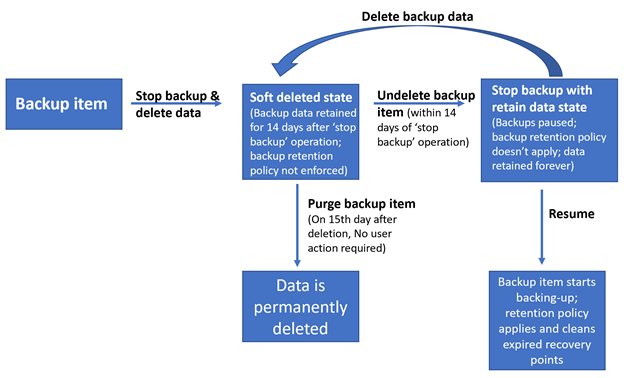 Delete backup data
Backup item
Stop backup &
delete data
Soft deleted state
(Backup data retained
for 14 days after ‘stop
backup’ operation;
backup retention
policy not enforced)
Undelete backup
item (within 14
days of ‘stop
backup’ operation)
Stop backup with
retain data state
(Backups paused;
backup retention policy
doesn’t apply; data
retained forever)
Purge backup item
(On 15th day after
deletion, No user
action required)
Resume
Data is
permanently
deleted
Backup item starts
backing-up;
retention policy
applies and cleans
expired recovery
points